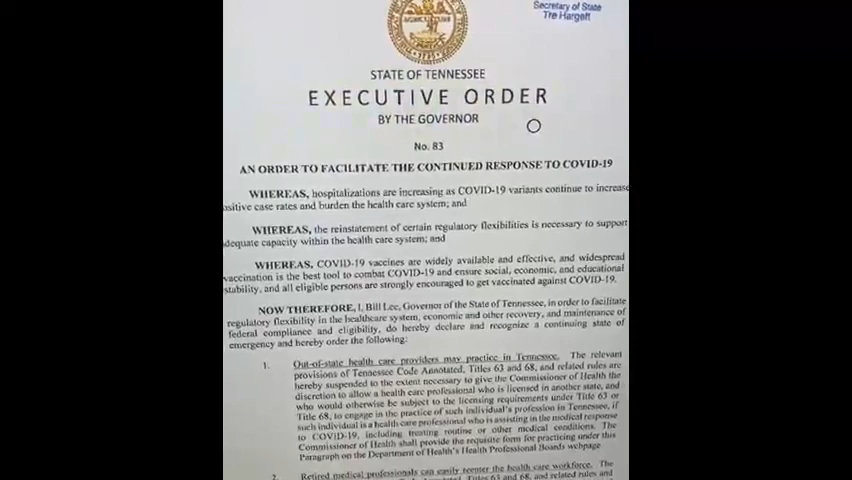 Secretary of State
Tre Hargett
AGRICULTURE
1796
STATE OF TENNESSEE
EXECUTIVE ORDER
BY THE GOVERNOR
No. 83
AN ORDER TO FACILITATE THE CONTINUED RESPONSE TO COVID-19
WHEREAS, hospitalizations are increasing as COVID-19 variants continue to increase
ositive case rates and burden the health care system; and
WHEREAS, the reinstatement of certain regulatory flexibilities is necessary to support
dequate capacity within the health care system; and
WHEREAS, COVID-19 vaccines are widely available and effective, and widespread
vaccination is the best tool to combat COVID-19 and ensure social, economic, and educational
stability, and all eligible persons are strongly encouraged to get vaccinated against COVID-19.
NOW THEREFORE, I, Bill Lee, Governor of the State of Tennessee, in order to facilitate
regulatory flexibility in the healthcare system, economic and other recovery, and maintenance of
federal compliance and eligibility, do hereby declare and recognize a continuing state of
emergency and hereby order the following:
1. Out-of-state health care providers may practice in Tennessee. The relevant
provisions of Tennessee Code Annotated, Titles 63 and 68, and related rules are
hereby suspended to the extent necessary to give the Commissioner of Health the
discretion to allow a health care professional who is licensed in another state, and
who would otherwise be subject to the licensing requirements under Title 63 or
Title 68, to engage in the practice of such individual's profession in Tennessee, if
such individual is a health care professional who is assisting in the medical response
to COVID-19, including treating routine or other medical conditions. The
Commissioner of Health shall provide the requisite form for practicing under this
Paragraph on the Department of Health's Health Professional Boards webpage
2. Retired medical professionals can easily reenter the health care workforce. The
Titles 63 and 68, and related rules and